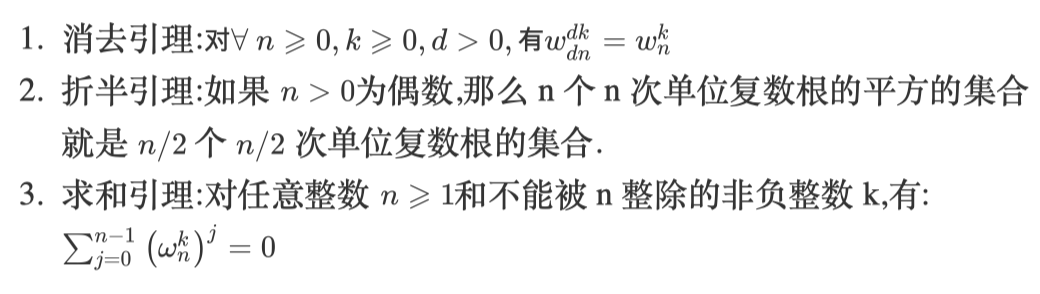 1. 消去引理:对∀ n ⩾ 0, k ⩾ 0, d > 0, 有$w_{dn}^{dk} = w_n^k$
2. 折半引理:如果 n > 0为偶数,那么 n 个 n 次单位复数根的平方的集合
就是 n/2 个 n/2 次单位复数根的集合.
3. 求和引理:对任意整数 n ⩾ 1和不能被 n 整除的非负整数 k,有:
$\sum_{j=0}^{n-1} \left(\omega_n^k\right)^j = 0$